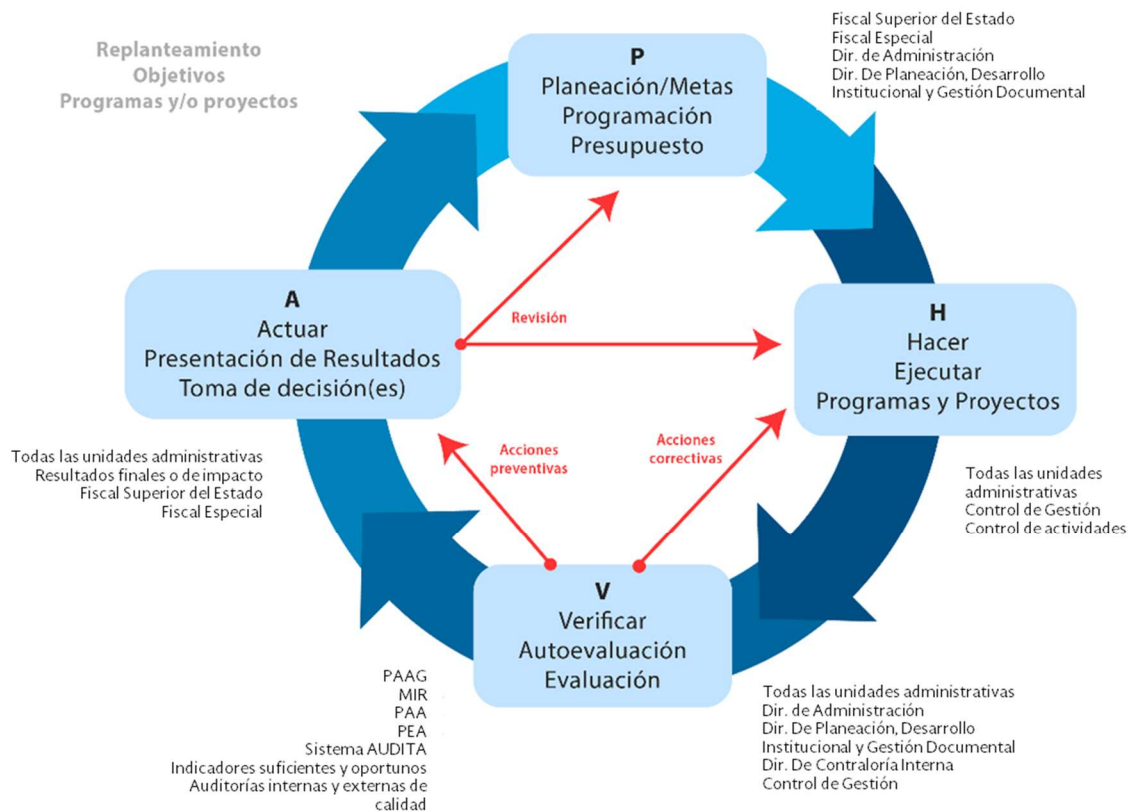 Replanteamiento
Objetivos
Programas y/o proyectos
P
Planeación/Metas
Programación
Presupuesto
Fiscal Superior del Estado
Fiscal Especial
Dir. de Administración
Dir. De Planeación, Desarrollo
Institucional y Gestión Documental
A
Actuar
Presentación de Resultados
Toma de decisión(es)
Revisión
H
Hacer
Ejecutar
Programas y Proyectos
Todas las unidades administrativas
Resultados finales o de impacto
Fiscal Superior del Estado
Fiscal Especial
Acciones
preventivas
Acciones
correctivas
Todas las unidades
administrativas
Control de Gestión
Control de actividades
V
Verificar
Autoevaluación
Evaluación
PAAG
MIR
PAA
PEA
Sistema AUDITA
Indicadores suficientes y oportunos
Auditorías internas y externas de
calidad
Todas las unidades administrativas
Dir. de Administración
Dir. De Planeación, Desarrollo
Institucional y Gestión Documental
Dir. De Contraloría Interna
Control de Gestión